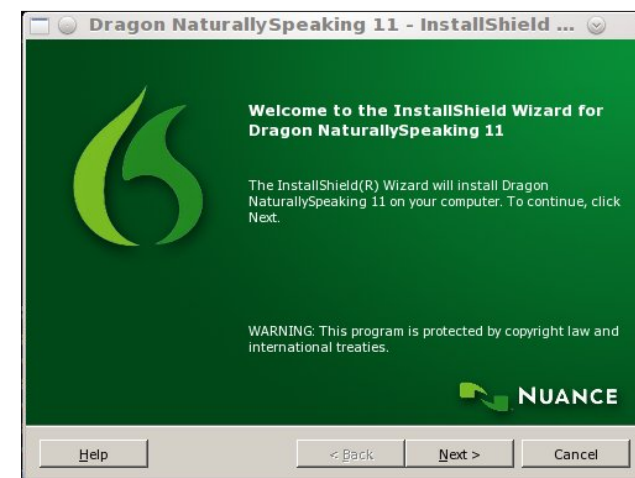 Dragon NaturallySpeaking 11 - InstallShield ...
Welcome to the InstallShield Wizard for
Dragon NaturallySpeaking 11
The InstallShield(R) Wizard will install Dragon
NaturallySpeaking 11 on your computer. To continue, click
Next.
WARNING: This program is protected by copyright law and
international treaties.
NUANCE
Help
< Back
Next >
Cancel